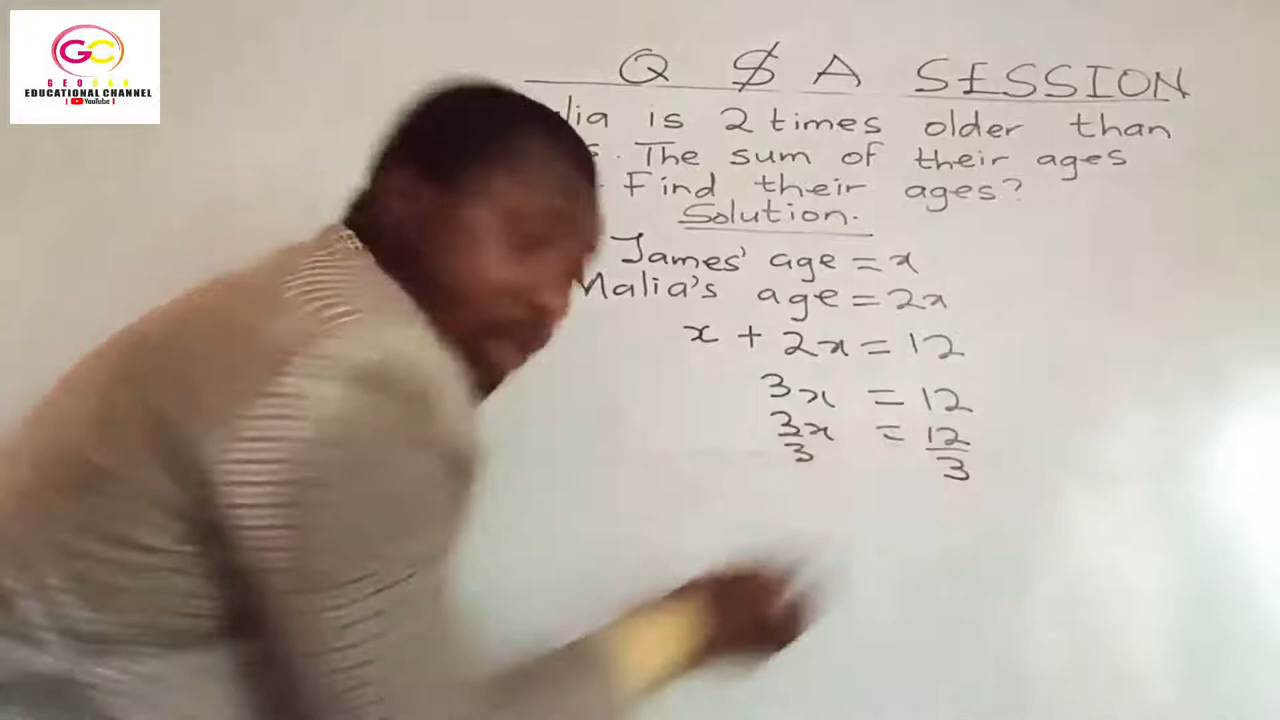 GC
EDUCATIONAL CHANNEL
YouTube
Q $ A SESSION
is 2 times older than
The sum of their ages
Find their ages?
Solution.
James' age = x
Malia's age = 2x
x + 2x = 12
3x = 12
3x/3 = 12/3